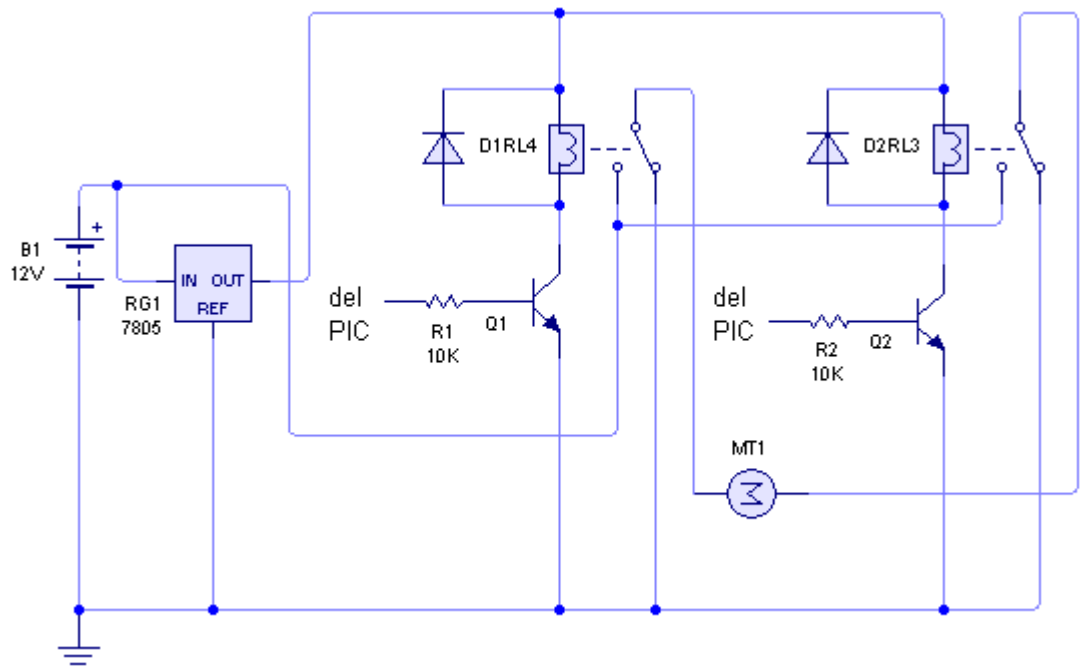 D1RL4
D2RL3
+
B1
12V
IN OUT
REF
RG1
7805
del
PIC
R1
10K
Q1
del
PIC
R2
10K
Q2
MT1